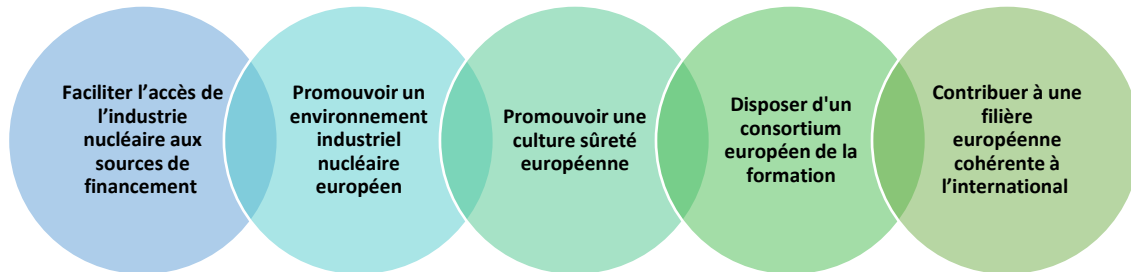 Faciliter l'accès de
l'industrie
nucléaire aux
sources de
financement
Promouvoir un
environnement
industriel
nucléaire
européen
Promouvoir une
culture sûreté
européenne
Disposer d'un
consortium
européen de la
formation
Contribuer à une
filière
européenne
cohérente à
l'international